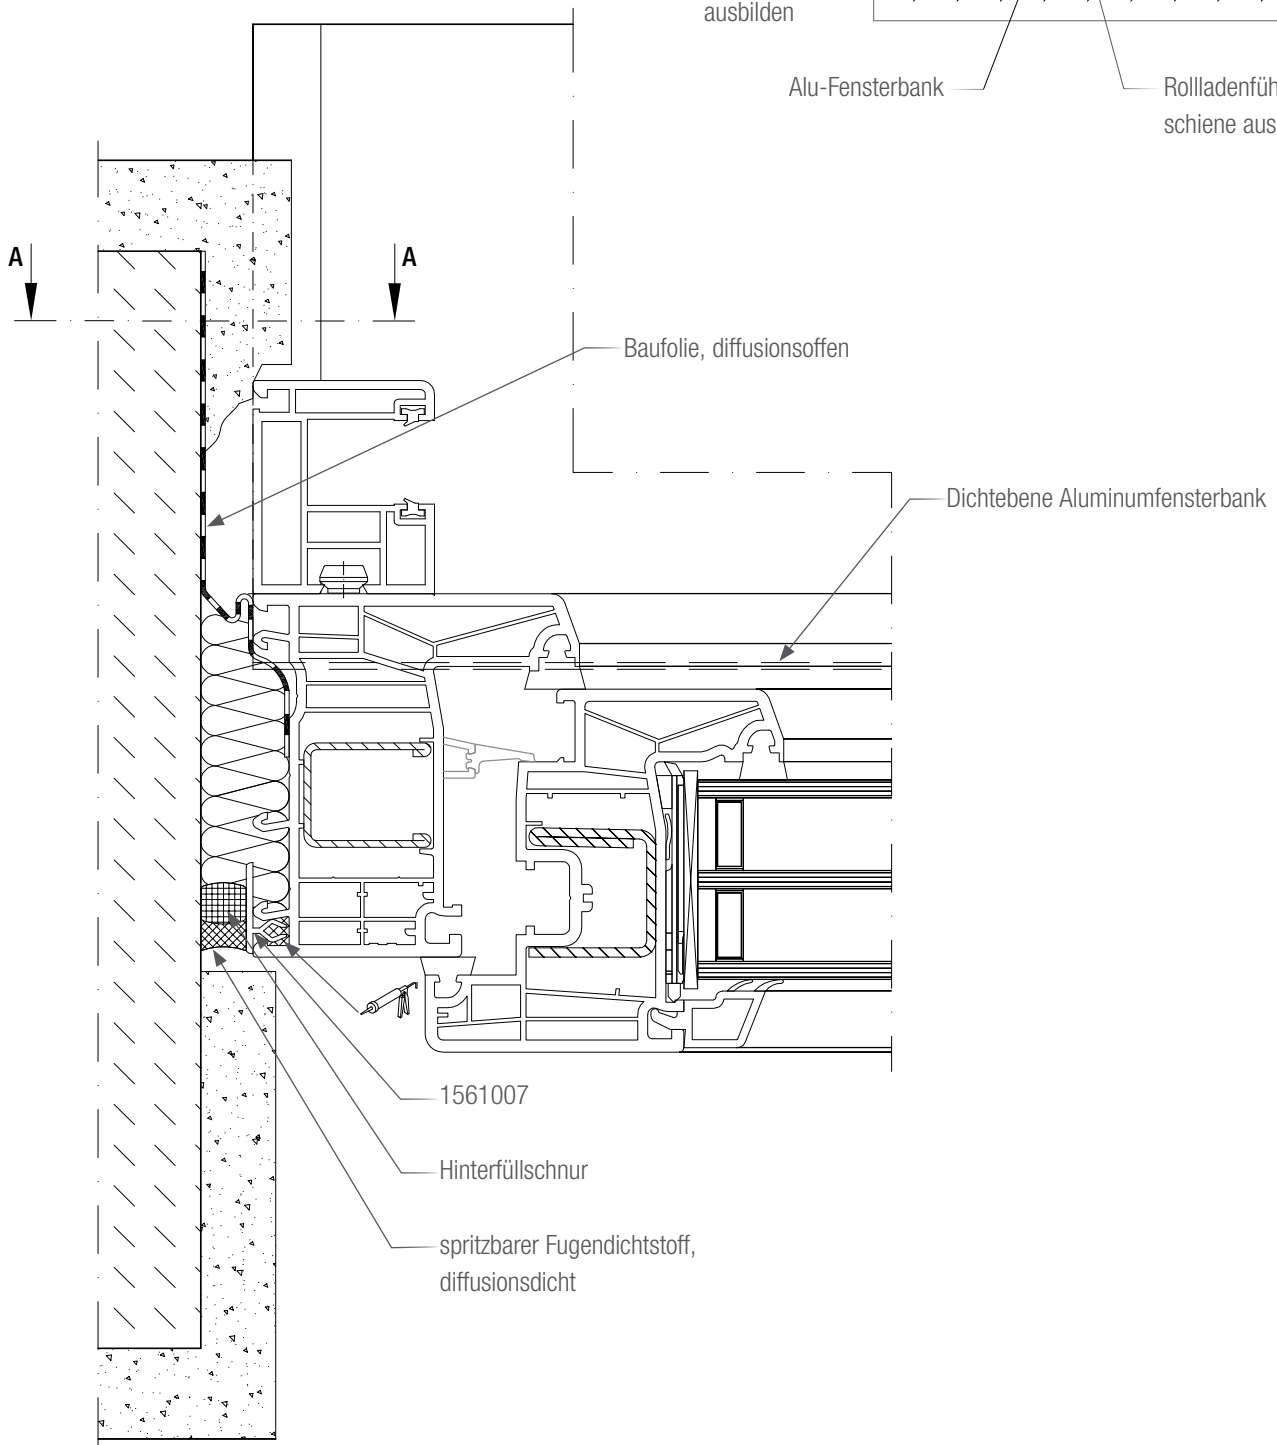 ausbilden
Alu-Fensterbank
Rollladenfüh
schiene aus
A
A
Baufolie, diffusionsoffen
Dichtebene Aluminumfensterbank
1561007
Hinterfüllschnur
spritzbarer Fugendichtstoff,
diffusionsdicht